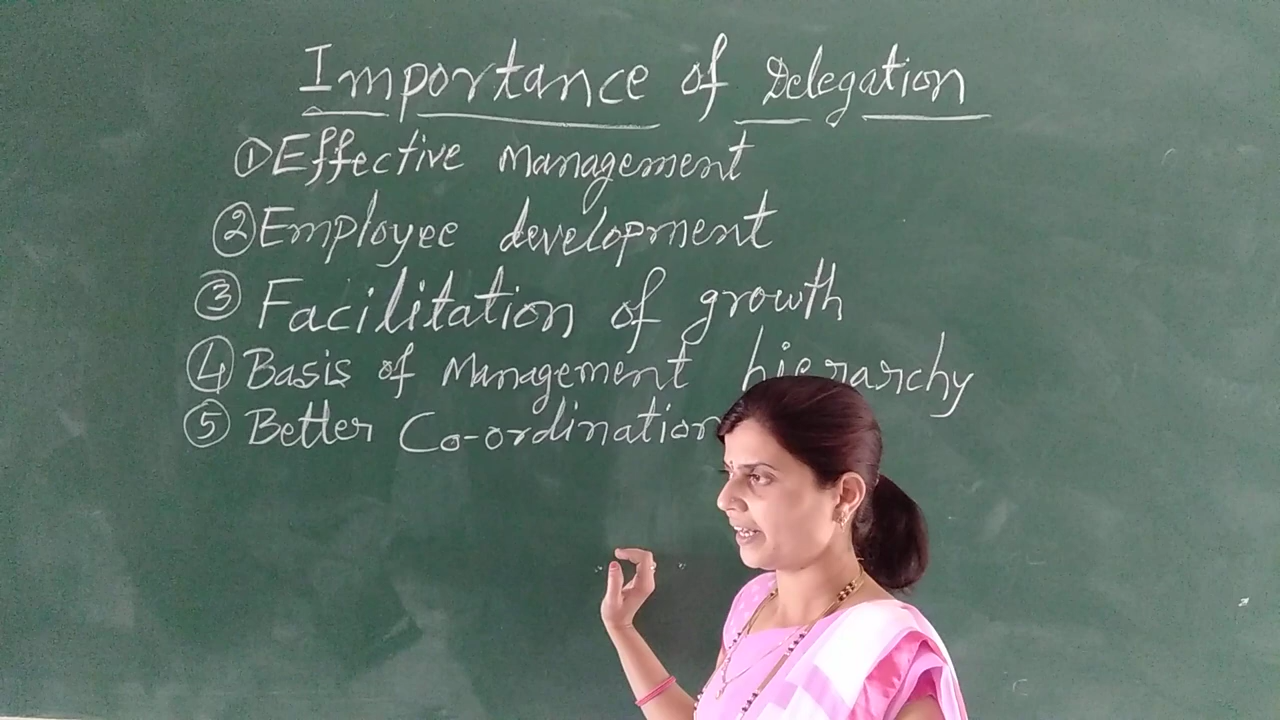 Importance of Delegation
① Effective Management
② Employee development
③ Facilitation of growth
④ Basis of Management hierarchy
⑤ Better Co-ordination